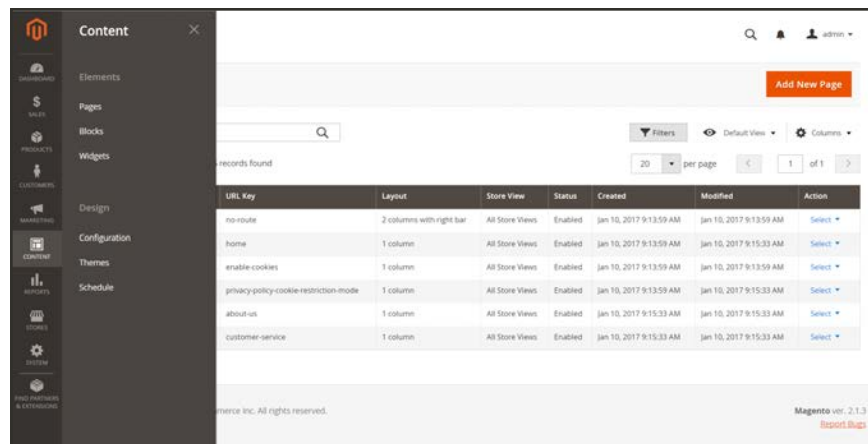 Content
admin
DASHBOARD
Elements
Add New Page
$
SALES
Pages
PRODUCTS
Blocks
Filters
Default View
Columns
Widgets
records found
20
per page
1
of 1
CUSTOMERS
URL Key
Layout
Store View
Status
Created
Modified
Action
MARKETING
Design
no-route
2 columns with right bar
All Store Views
Enabled
Jan 10, 2017 9:13:59 AM
Jan 10, 2017 9:13:59 AM
Select
Configuration
home
1 column
All Store Views
Enabled
Jan 10, 2017 9:13:59 AM
Jan 10, 2017 9:15:33 AM
Select
CONTENT
Themes
enable-cookies
1 column
All Store Views
Enabled
Jan 10, 2017 9:13:59 AM
Jan 10, 2017 9:13:59 AM
Select
REPORTS
Schedule
privacy-policy-cookie-restriction-mode
1 column
All Store Views
Enabled
Jan 10, 2017 9:15:33 AM
Jan 10, 2017 9:15:33 AM
Select
about-us
1 column
All Store Views
Enabled
Jan 10, 2017 9:15:33 AM
Jan 10, 2017 9:15:33 AM
Select
STORES
customer-service
1 column
All Store Views
Enabled
Jan 10, 2017 9:15:33 AM
Jan 10, 2017 9:15:33 AM
Select
SYSTEM
FIND PARTNERS
& EXTENSIONS
merce Inc. All rights reserved.
Magento ver. 2.1.3
Report Bugs